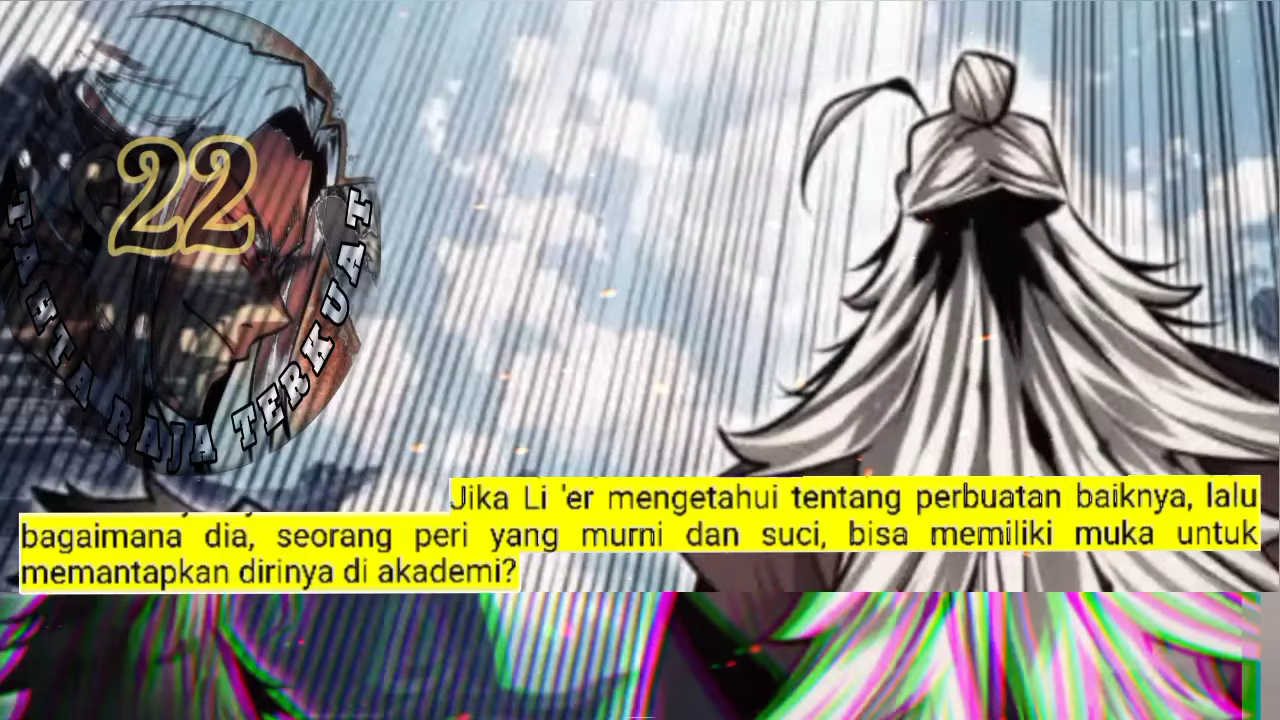 22
TAHTA RAJA TERKUAT
Jika Li 'er mengetahui tentang perbuatan baiknya, lalu
bagaimana dia, seorang peri yang murni dan suci, bisa memiliki muka untuk
memantapkan dirinya di akademi?